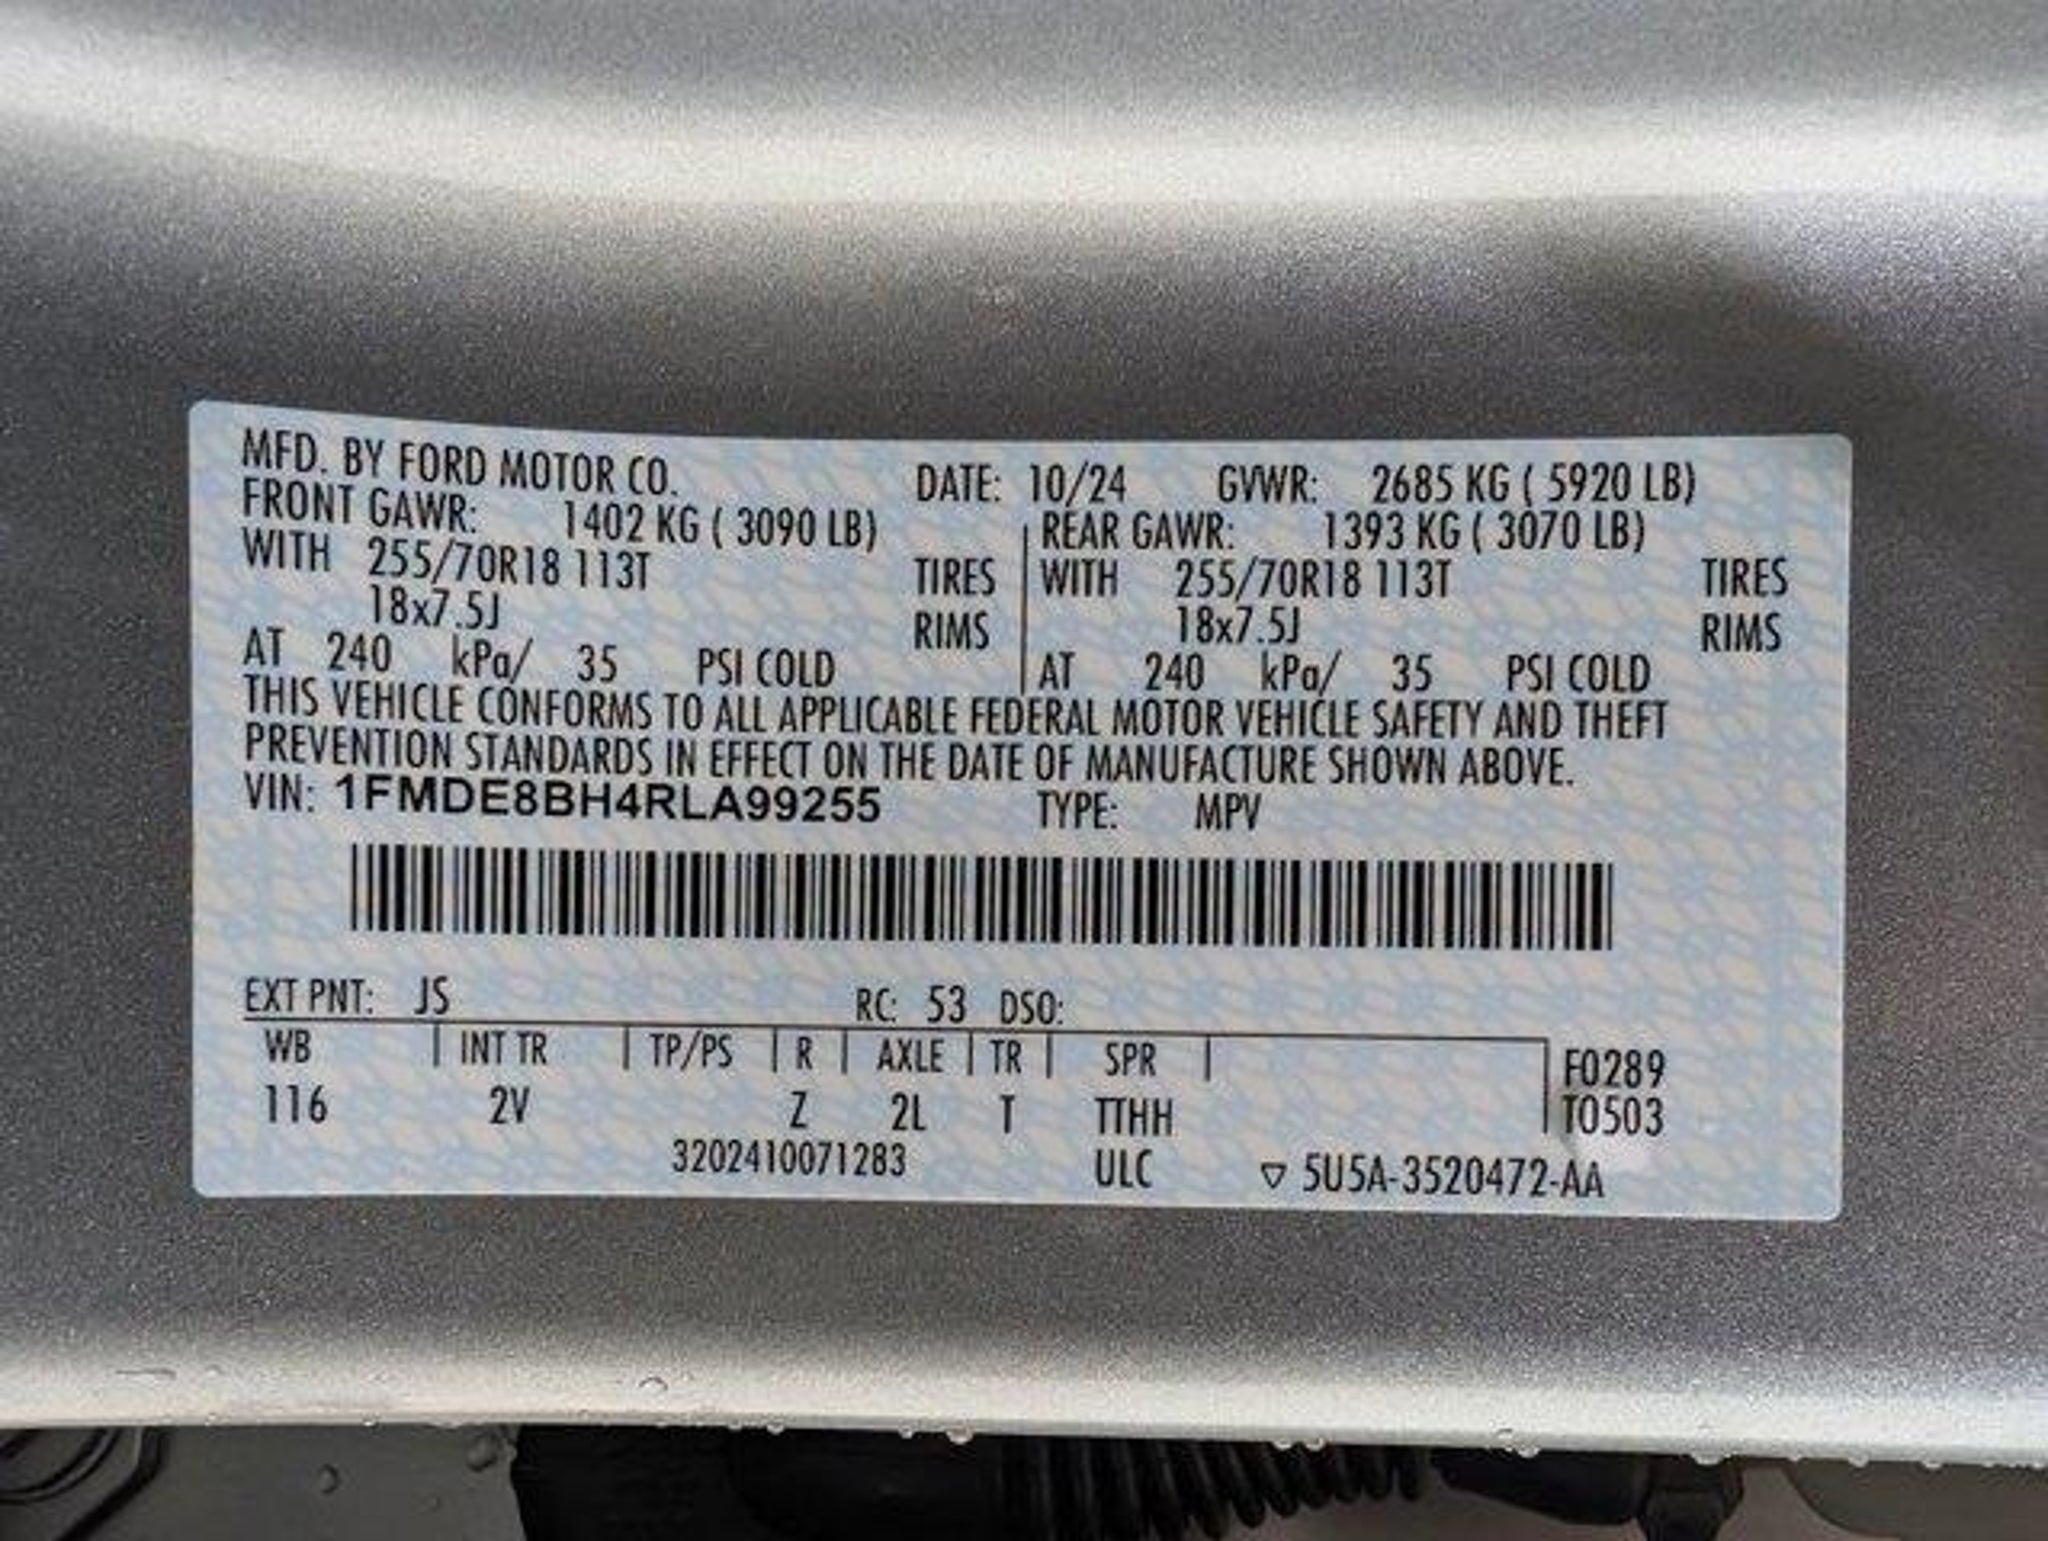 MFD. BY FORD MOTOR CO. DATE: 10/24 GVWR: 2685 KG ( 5920 LB)
FRONT GAWR: 1402 KG ( 3090 LB) REAR GAWR: 1393 KG ( 3070 LB)
WITH 255/70R18 113T TIRES WITH 255/70R18 113T TIRES
18x7.5J RIMS 18x7.5J RIMS
AT 240 kPa/ 35 PSI COLD AT 240 kPa/ 35 PSI COLD
THIS VEHICLE CONFORMS TO ALL APPLICABLE FEDERAL MOTOR VEHICLE SAFETY AND THEFT
PREVENTION STANDARDS IN EFFECT ON THE DATE OF MANUFACTURE SHOWN ABOVE.
VIN: 1FMDE8BH4RLA99255 TYPE: MPV
EXT PNT: JS RC: 53 DSO:
WB INT TR TP/PS R AXLE TR SPR F0289
116 2V Z 2L T TTHH T0503
3202410071283 ULC ▽ 5U5A-3520472-AA